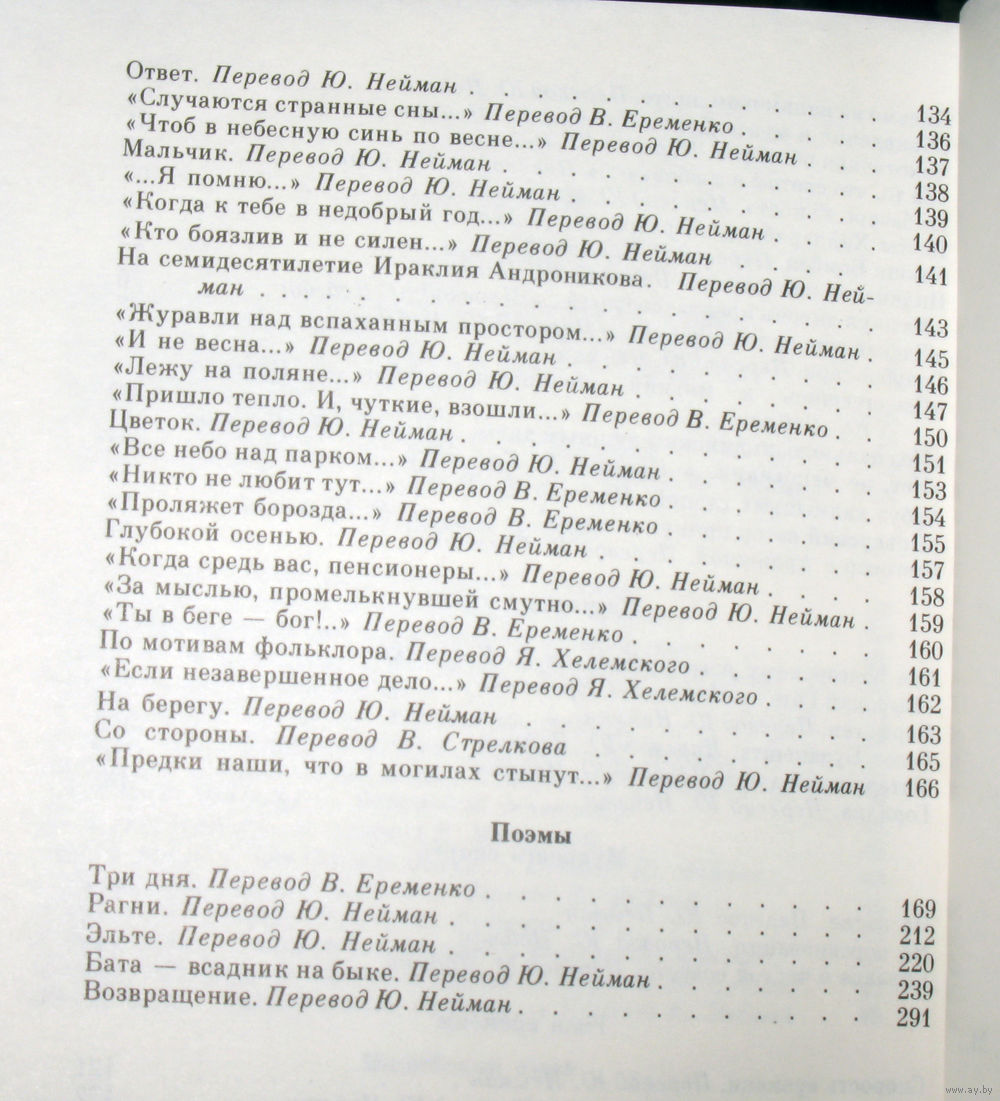 Ответ. Перевод Ю. Нейман . . . . . . . . . . 134
«Случаются странные сны...» Перевод В. Еременко . . . . . 136
«Чтоб в небесную синь по весне...» Перевод Ю. Нейман . . . 137
Мальчик. Перевод Ю. Нейман . . . . . . . . . . 138
«...Я помню...» Перевод Ю. Нейман . . . . . . . . 139
«Когда к тебе в недобрый год...» Перевод Ю. Нейман . . . . 140
«Кто боязлив и не силен...» Перевод Ю. Нейман . . . . . 141
На семидесятилетие Ираклия Андроникова. Перевод Ю. Ней-
ман . . . . . . . . . . . . . . . . 143
«Журавли над вспаханным простором...» Перевод Ю. Нейман . 145
«И не весна...» Перевод Ю. Нейман . . . . . . . . 146
«Лежу на поляне...» Перевод Ю. Нейман . . . . . . . 147
«Пришло тепло. И, чуткие, взошли...» Перевод В. Еременко . . 150
Цветок. Перевод Ю. Нейман . . . . . . . . . . . 151
«Все небо над парком...» Перевод Ю. Нейман . . . . . . 153
«Никто не любит тут...» Перевод В. Еременко . . . . . . 154
«Проляжет борозда...» Перевод В. Еременко . . . . . . 155
Глубокой осенью. Перевод Ю. Нейман . . . . . . . . 157
«Когда средь вас, пенсионеры...» Перевод Ю. Нейман . . . . 158
«За мыслью, промелькнувшей смутно...» Перевод Ю. Нейман . 159
«Ты в беге — бог!..» Перевод В. Еременко . . . . . . . 160
По мотивам фольклора. Перевод Я. Хелемского . . . . . . 161
«Если незавершенное дело...» Перевод Я. Хелемского . . . . 162
На берегу. Перевод Ю. Нейман . . . . . . . . . . 163
Со стороны. Перевод В. Стрелкова . . . . . . . . 165
«Предки наши, что в могилах стынут...» Перевод Ю. Нейман 166
Поэмы
Три дня. Перевод В. Еременко . . . . . . . . . . 169
Рагни. Перевод Ю. Нейман . . . . . . . . . . . 212
Эльте. Перевод Ю. Нейман . . . . . . . . . . . 220
Бата — всадник на быке. Перевод Ю. Нейман . . . . . . 239
Возвращение. Перевод Ю. Нейман . . . . . . . . . 291
www.ay.by